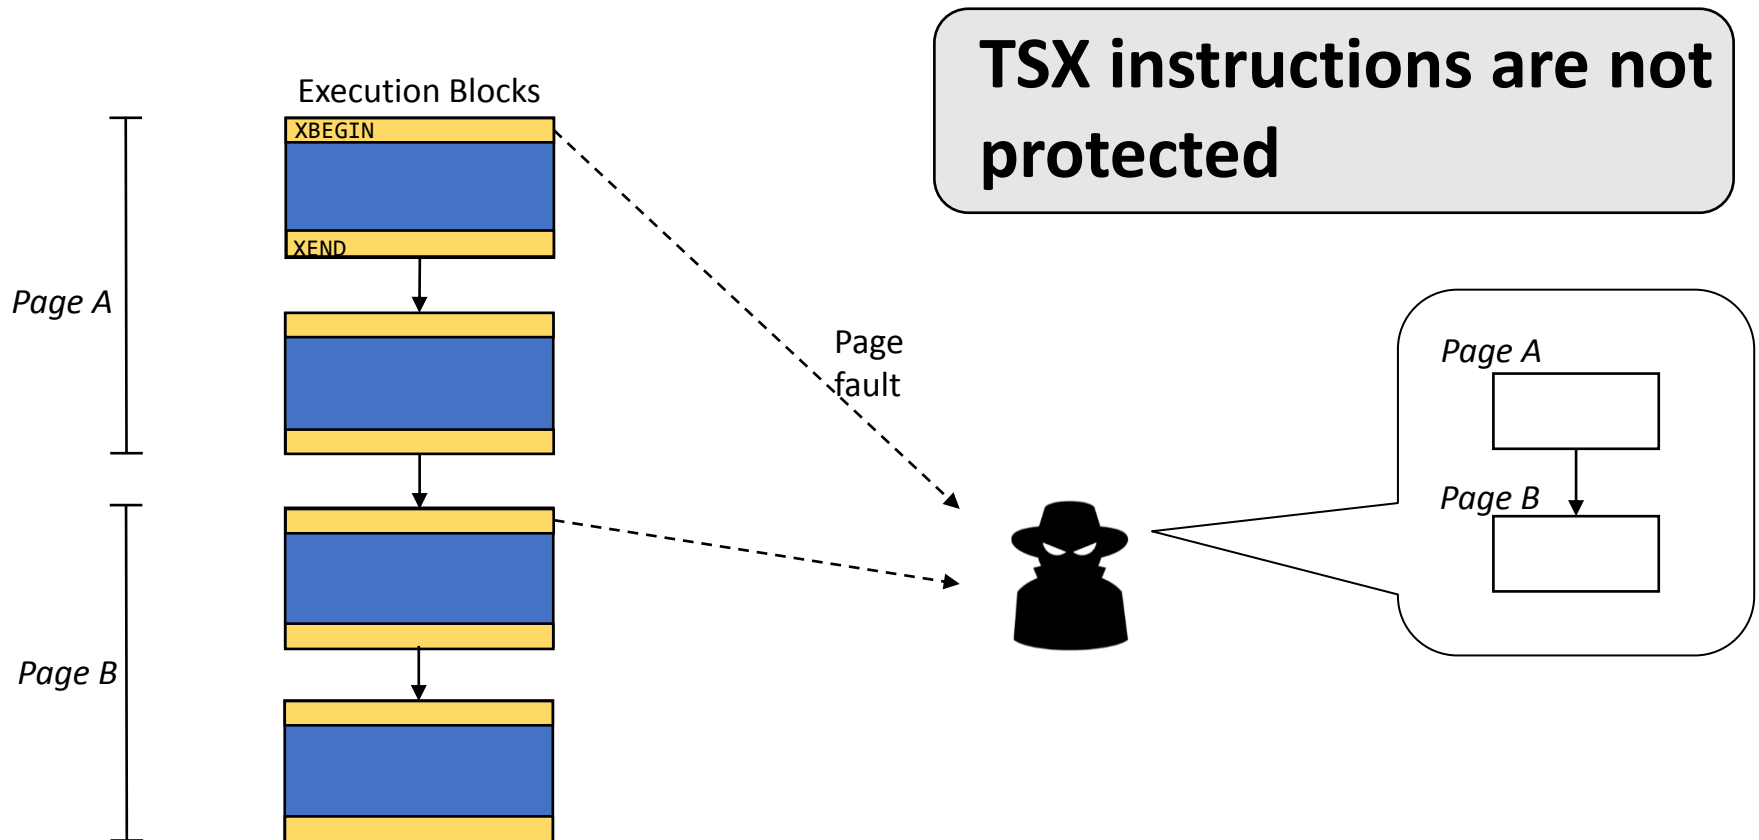 TSX instructions are not
protected
Execution Blocks
XBEGIN
XEND
Page A
Page
fault
Page A
Page B
Page B